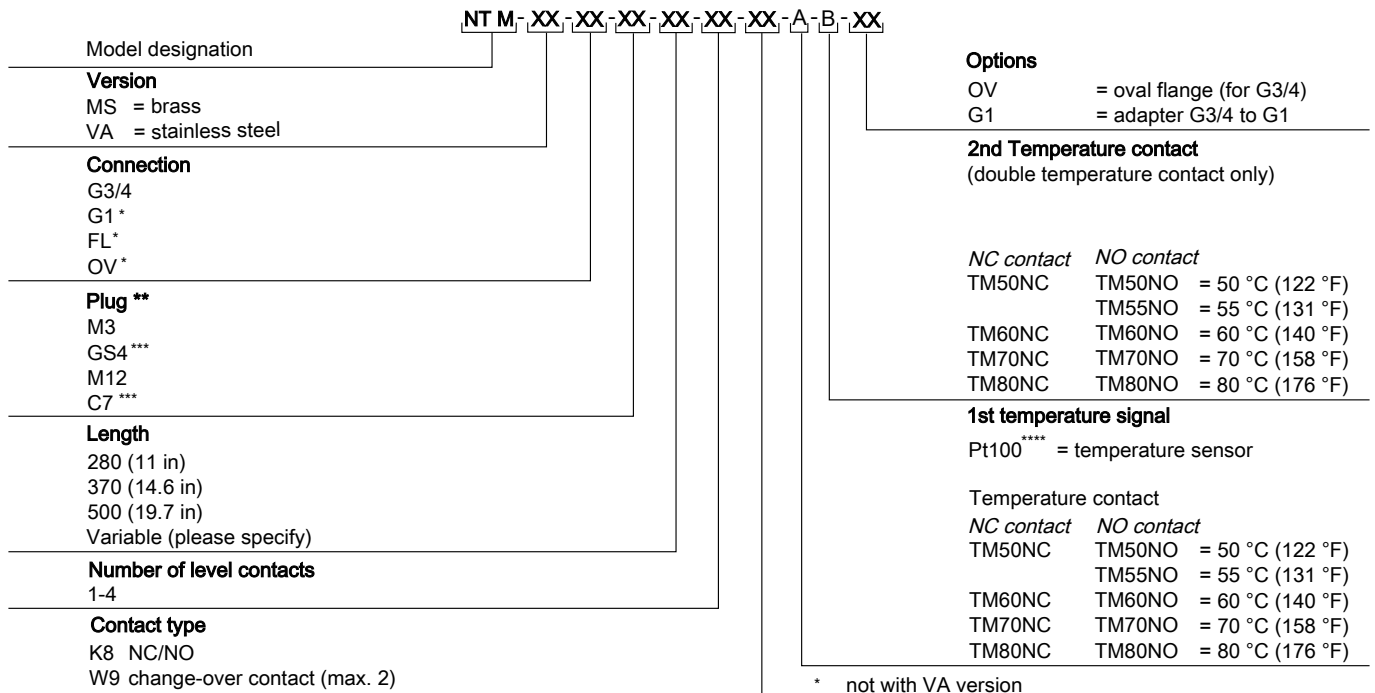 NT M - XX - XX - XX - XX - XX - XX - A - B - XX
Model designation
Version
MS = brass
VA = stainless steel
Connection
G3/4
G1 *
FL*
OV *
Plug **
M3
GS4 ***
M12
C7 ***
Length
280 (11 in)
370 (14.6 in)
500 (19.7 in)
Variable (please specify)
Number of level contacts
1-4
Contact type
K8 NC/NO
W9 change-over contact (max. 2)
Options
OV = oval flange (for G3/4)
G1 = adapter G3/4 to G1
2nd Temperature contact
(double temperature contact only)
NC contact NO contact
TM50NC TM50NO = 50 °C (122 °F)
TM55NO = 55 °C (131 °F)
TM60NC TM60NO = 60 °C (140 °F)
TM70NC TM70NO = 70 °C (158 °F)
TM80NC TM80NO = 80 °C (176 °F)
1st temperature signal
Pt100**** = temperature sensor
Temperature contact
NC contact NO contact
TM50NC TM50NO = 50 °C (122 °F)
TM55NO = 55 °C (131 °F)
TM60NC TM60NO = 60 °C (140 °F)
TM70NC TM70NO = 70 °C (158 °F)
TM80NC TM80NO = 80 °C (176 °F)
* not with VA version